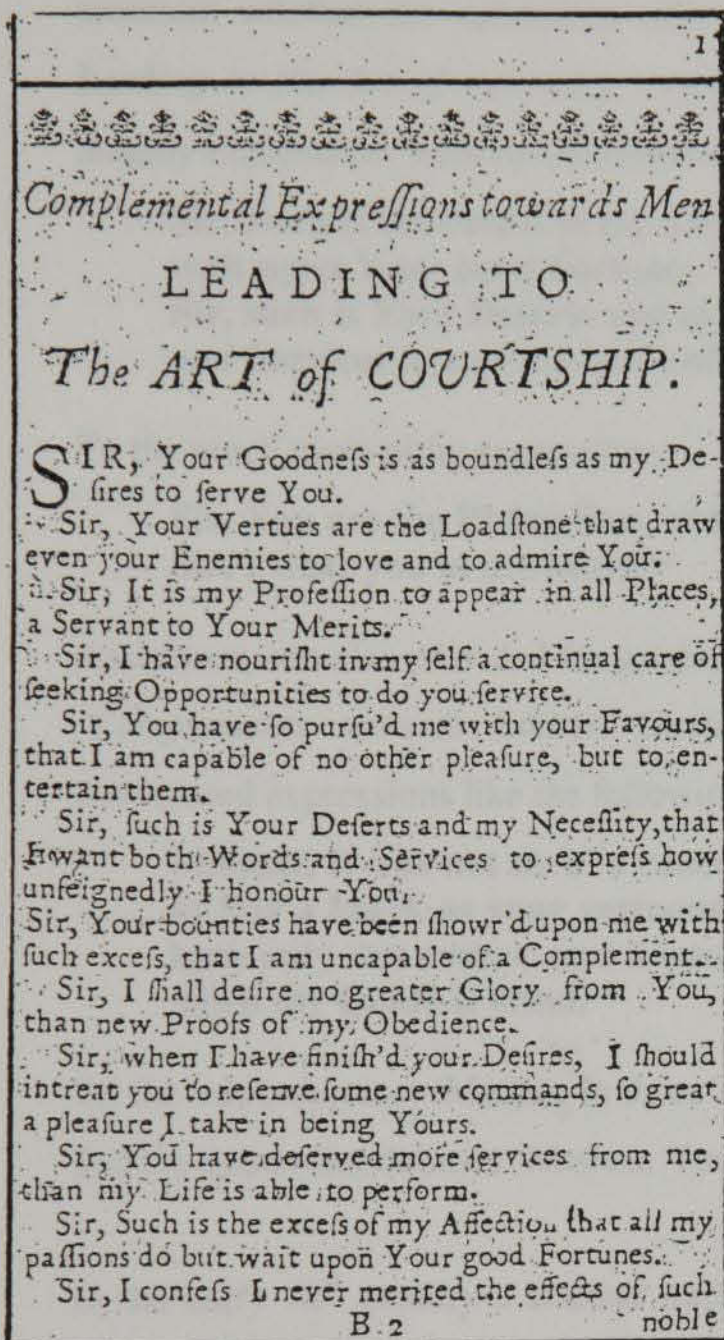 1
Complemental Expreſſions towards Men
LEADING TO
The ART of COURTSHIP.
SIR, Your Goodneſs is as boundleſs as my De-
ſires to ſerve You.
Sir, Your Vertues are the Loadſtone that draw
even your Enemies to love and to admire You.
Sir, It is my Profeſſion to appear in all Places,
a Servant to Your Merits.
Sir, I have nouriſht in my ſelf a continual care of
ſeeking Opportunities to do you ſervice.
Sir, You have ſo purſu'd me with your Favours,
that I am capable of no other pleaſure, but to en-
tertain them.
Sir, ſuch is Your Deſerts and my Neceſſity, that
I want both Words and Services to expreſs how
unfeignedly I honour You.
Sir, Your bounties have been ſhowr'd upon me with
ſuch exceſs, that I am uncapable of a Complement.
Sir, I ſhall deſire no greater Glory from You,
than new Proofs of my Obedience.
Sir, when I have finiſh'd your Deſires, I ſhould
intreat you to reſerve ſome new commands, ſo great
a pleaſure I take in being Yours.
Sir, You have deſerved more ſervices from me,
than my Life is able to perform.
Sir, Such is the exceſs of my Affection that all my
paſſions do but wait upon Your good Fortunes.
Sir, I confeſs I never merited the effects of ſuch
B 2 noble